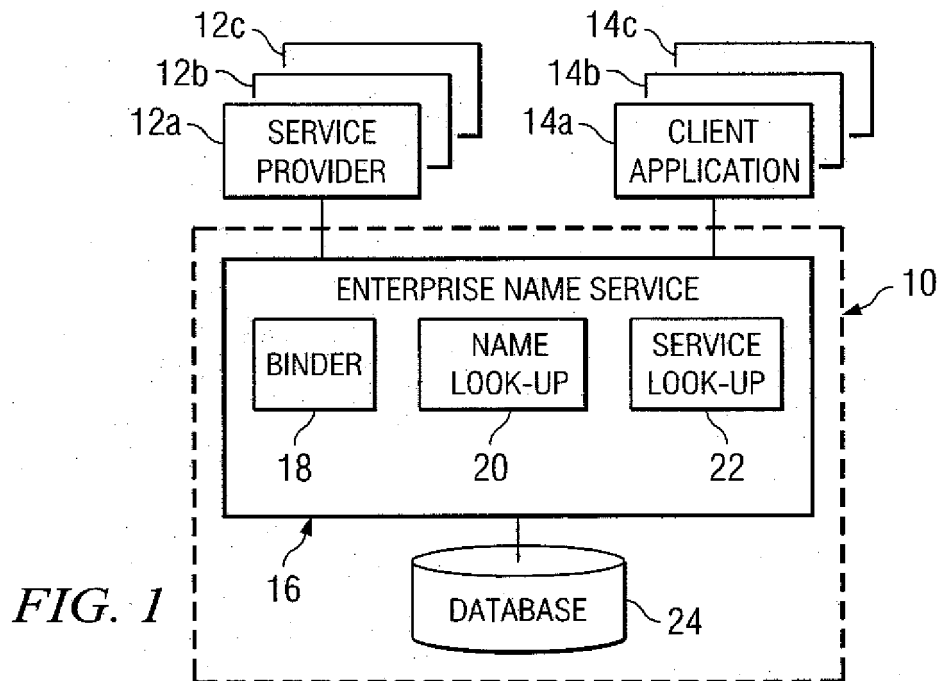 12c
14c
12b
14b
12a
SERVICE
PROVIDER
14a
CLIENT
APPLICATION
ENTERPRISE NAME SERVICE
10
BINDER
NAME
LOOK-UP
SERVICE
LOOK-UP
18
20
22
16
DATABASE
24
FIG. 1